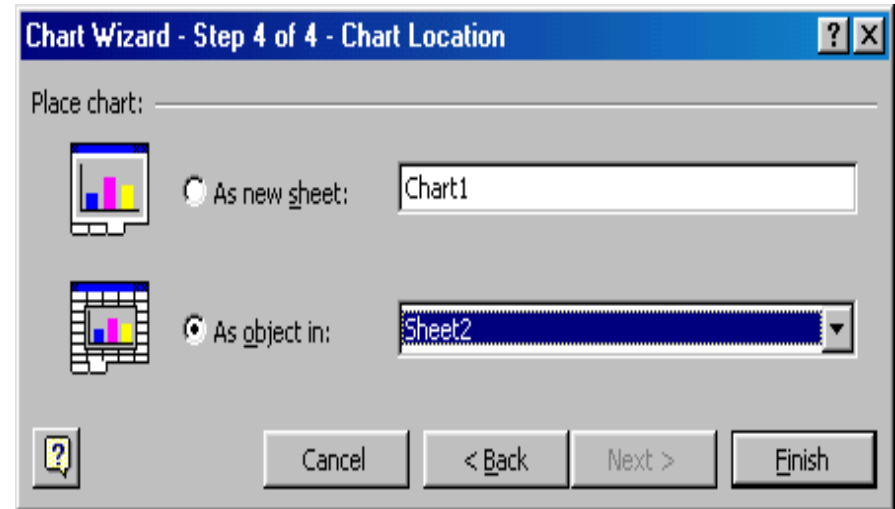 Chart Wizard - Step 4 of 4 - Chart Location
Place chart:
As new sheet: Chart1
As object in: Sheet2
Cancel < Back Next > Finish